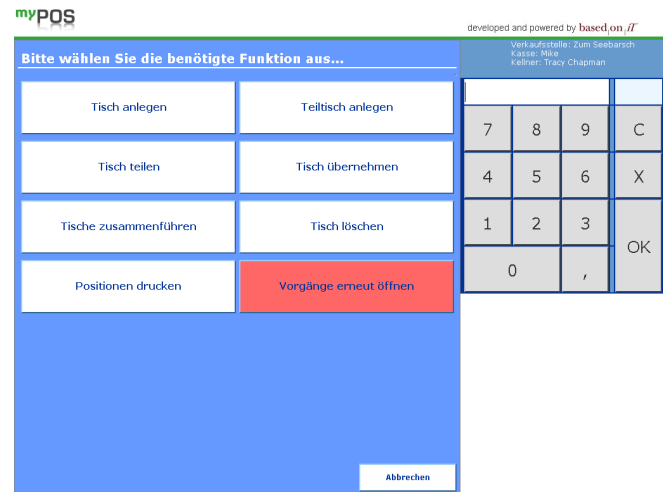 myPOS
developed and powered by based on iT
Bitte wählen Sie die benötigte Funktion aus...
Verkaufsstelle: Zum Seebarsch
Kasse: Mike
Kellner: Tracy Chapman
Tisch anlegen
Teiltisch anlegen
Tisch teilen
Tisch übernehmen
Tische zusammenführen
Tisch löschen
Positionen drucken
Vorgänge erneut öffnen
Abbrechen
7 8 9 C
4 5 6 X
1 2 3 OK
0 ,